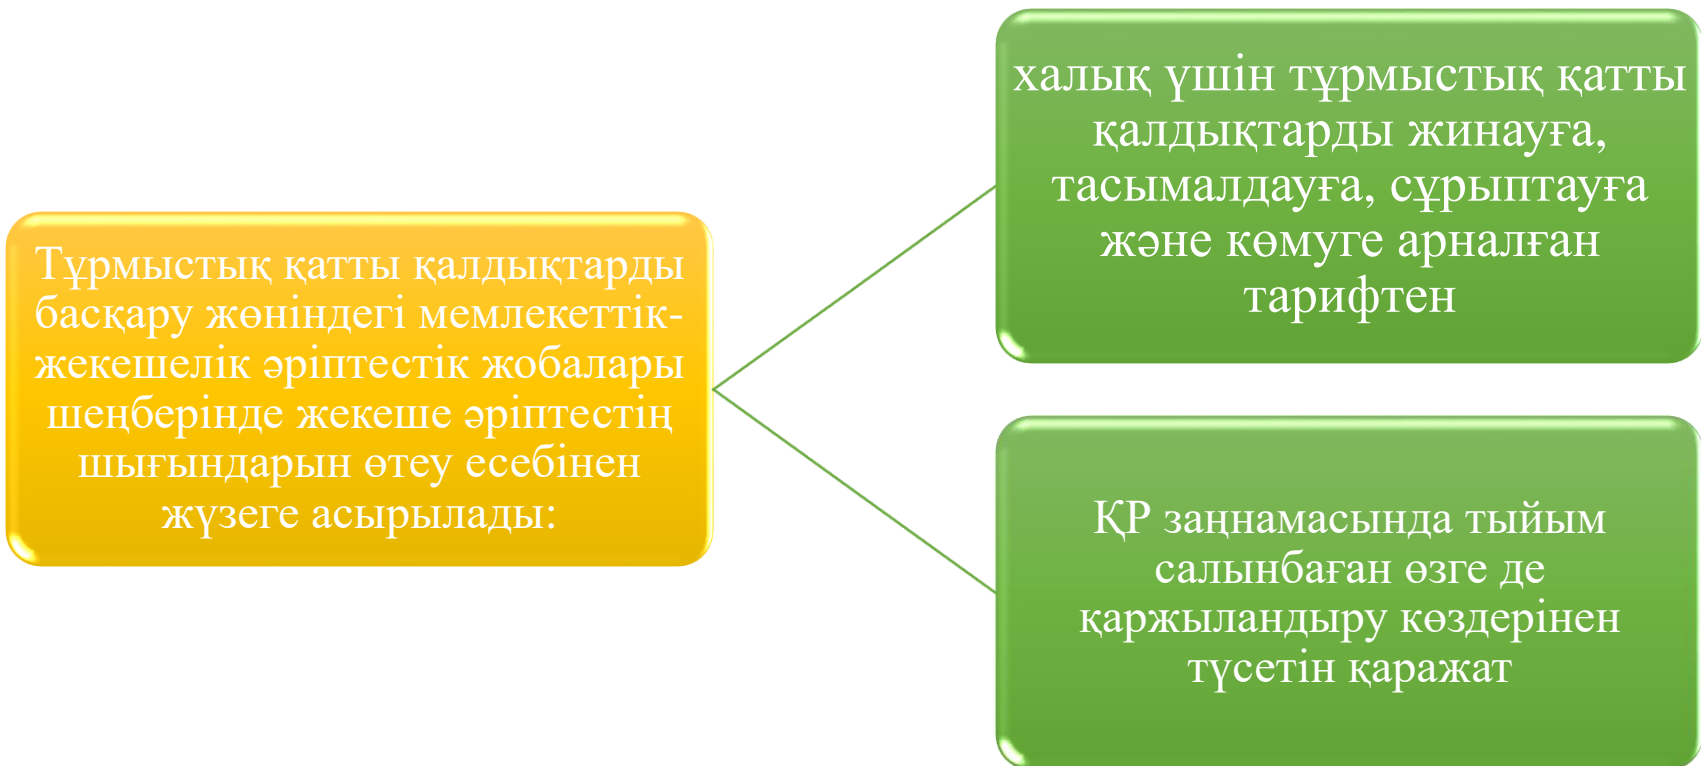 Тұрмыстық қатты қалдықтарды
басқару жөніндегі мемлекеттік-
жекешелік әріптестік жобалары
шеңберінде жекеше әріптестің
шығындарын өтеу есебінен
жүзеге асырылады:
халық үшін тұрмыстық қатты
қалдықтарды жинауға,
тасымалдауға, сұрыптауға
және көмуге арналған
тарифтен
ҚР заңнамасында тыйым
салынбаған өзге де
қаржыландыру көздерінен
түсетін қаражат